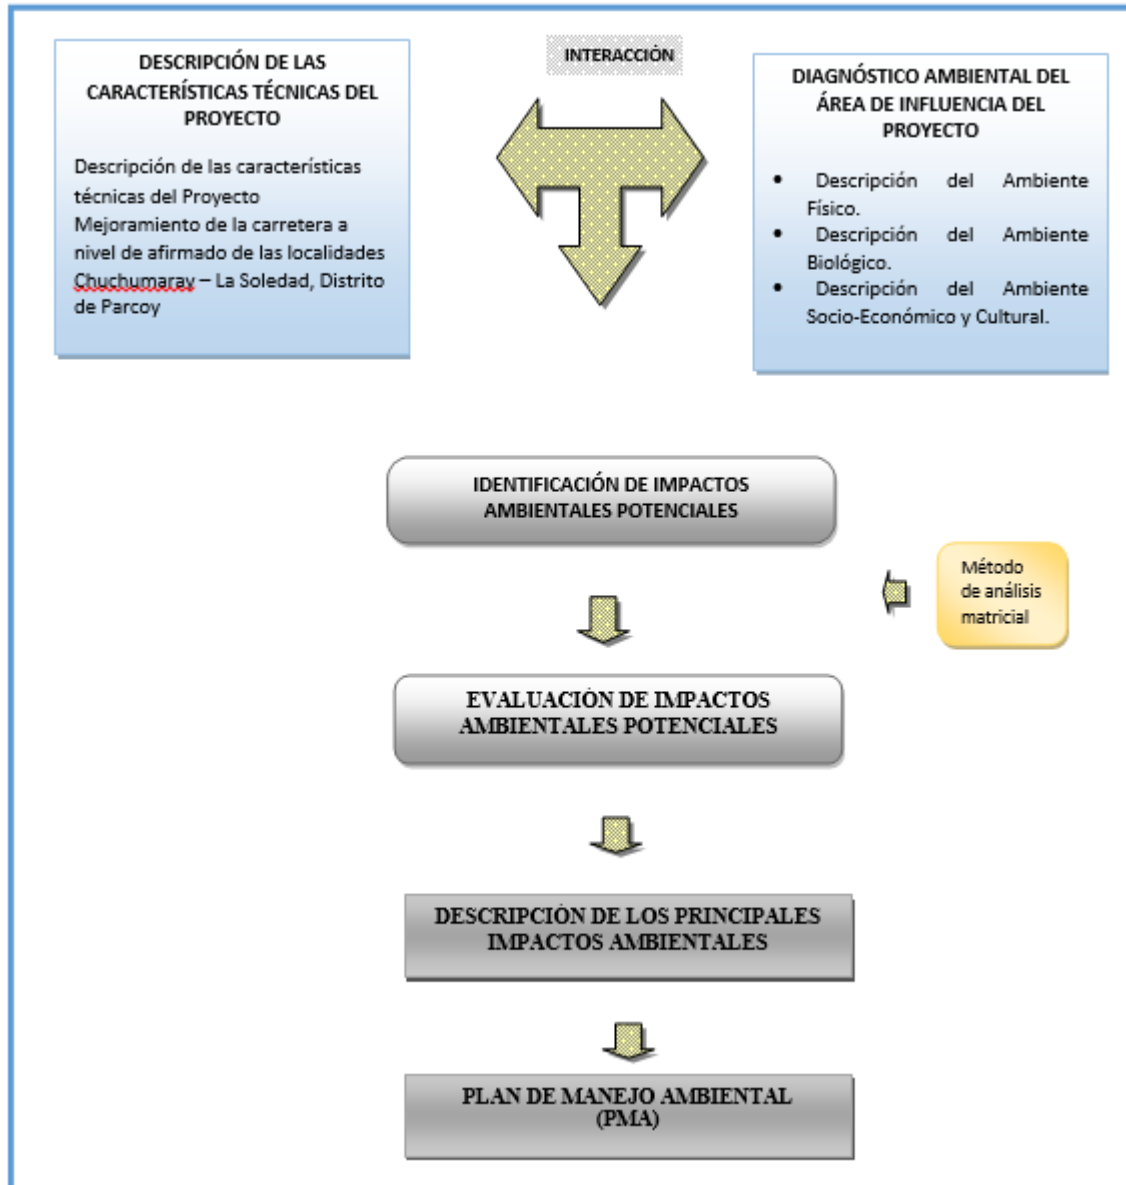 DESCRIPCIÓN DE LAS
CARACTERÍSTÍCAS TÉCNICAS DEL
PROYECTO
Descripción de las características
técnicas del Proyecto
Mejoramiento de la carretera a
nivel de afirmado de las localidades
Chuchumaray – La Soledad, Distrito
de Parcoy
INTERACCIÓN
DIAGNÓSTICO AMBIENTAL DEL
ÁREA DE INFLUENCIA DEL
PROYECTO
• Descripción del Ambiente
Físico.
• Descripción del Ambiente
Biológico.
• Descripción del Ambiente
Socio-Económico y Cultural.
IDENTIFICACIÓN DE IMPACTOS
AMBIENTALES POTENCIALES
Método
de análisis
matricial
EVALUACIÓN DE IMPACTOS
AMBIENTALES POTENCIALES
DESCRIPCIÓN DE LOS PRINCIPALES
IMPACTOS AMBIENTALES
PLAN DE MANEJO AMBIENTAL
(PMA)